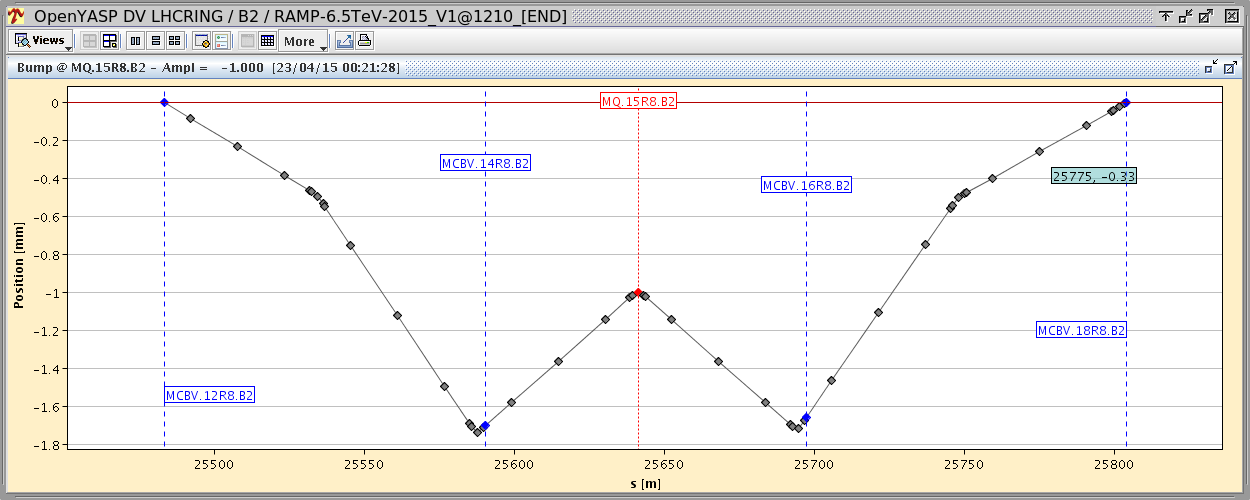 OpenYASP DV LHCRING / B2 / RAMP-6.5TeV-2015_V1@1210_[END]
Views
More
Bump @ MQ.15R8.B2 - Ampl = -1.000 [23/04/15 00:21:28]
MQ.15R8.B2
MCBV.14R8.B2
MCBV.16R8.B2
25775, -0.33
MCBV.18R8.B2
MCBV.12R8.B2
Position [mm]
0
-0.2
-0.4
-0.6
-0.8
-1
-1.2
-1.4
-1.6
-1.8
25500 25550 25600 25650 25700 25750 25800
s [m]